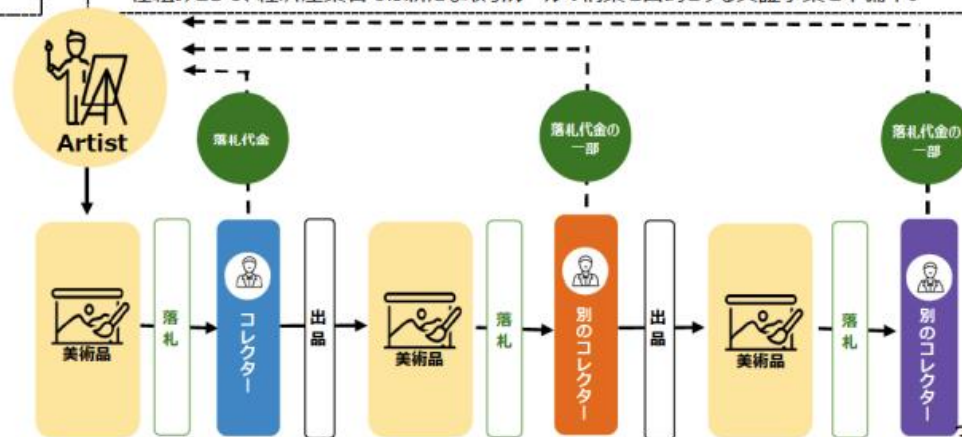 Artist
落札代金
落札代金の
一部
落札代金の
一部
美術品
落札
コレクター
出品
美術品
落札
別のコレクター
出品
美術品
落札
別のコレクター